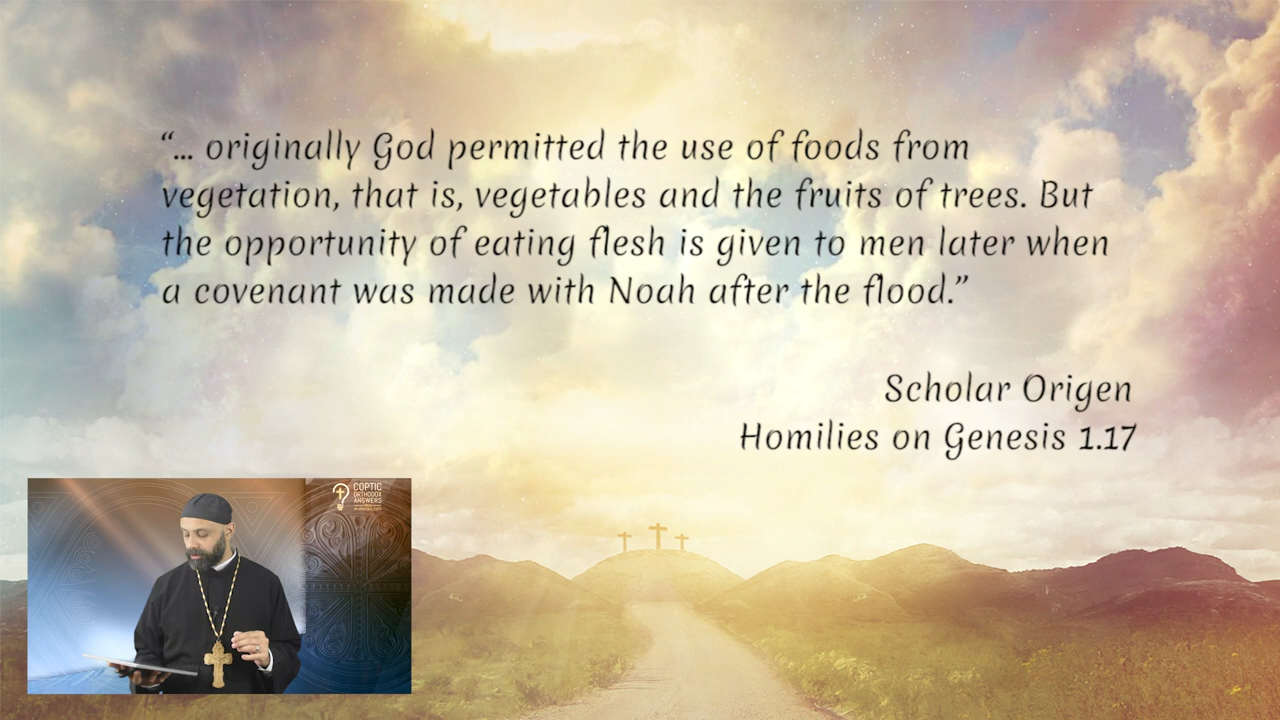 “... originally God permitted the use of foods from
vegetation, that is, vegetables and the fruits of trees. But
the opportunity of eating flesh is given to men later when
a covenant was made with Noah after the flood.”
Scholar Origen
Homilies on Genesis 1.17
COPTIC
ORTHODOX
ANSWERS